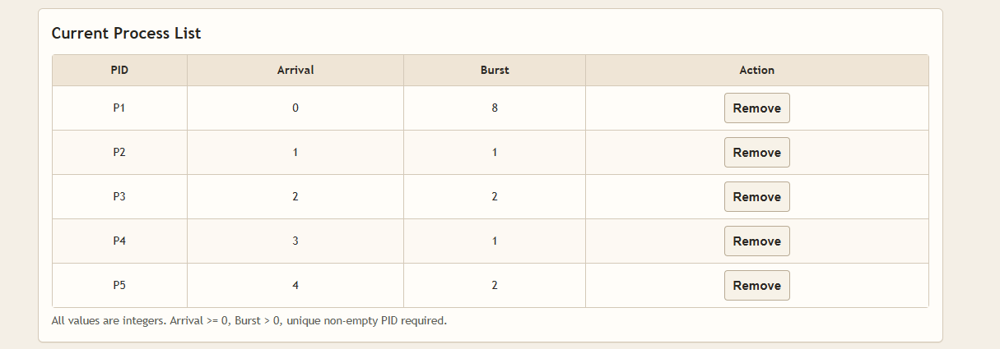 Current Process List
PID Arrival Burst Action
P1 0 8 Remove
P2 1 1 Remove
P3 2 2 Remove
P4 3 1 Remove
P5 4 2 Remove
All values are integers. Arrival >= 0, Burst > 0, unique non-empty PID required.